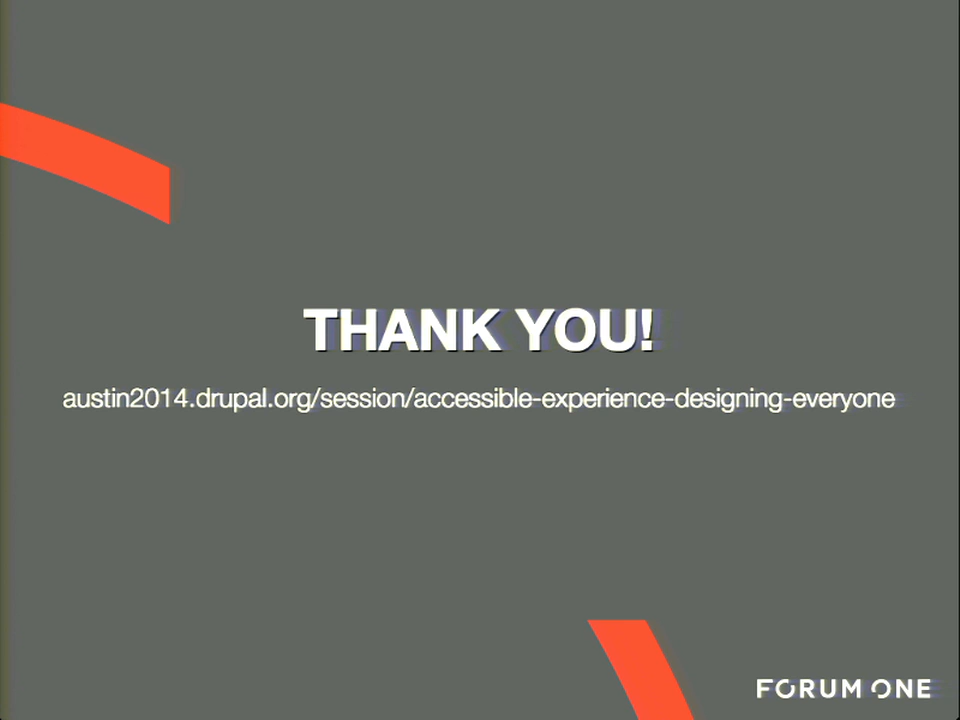 THANK YOU!
austin2014.drupal.org/session/accessible-experience-designing-everyone
FORUM ONE